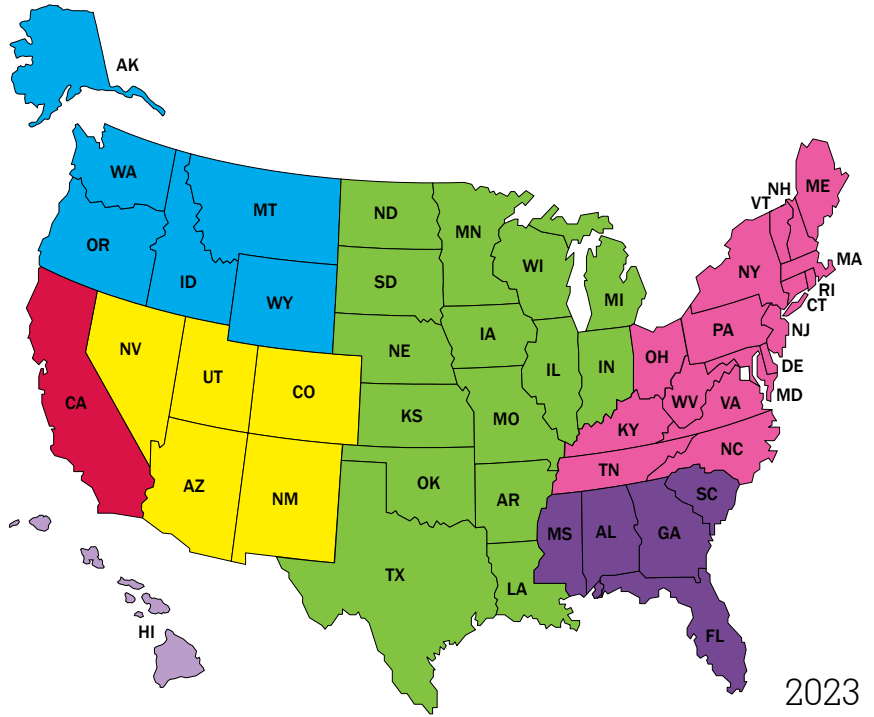 AK
WA
MT
ND
MN
OR
ID
WY
SD
WI
MI
NH
VT
ME
NY
MA
RI
CT
NV
UT
CO
NE
IA
IL
IN
OH
PA
NJ
DE
MD
CA
KS
MO
KY
WV
VA
AZ
NM
OK
AR
TN
NC
SC
MS
AL
GA
TX
LA
FL
HI
2023